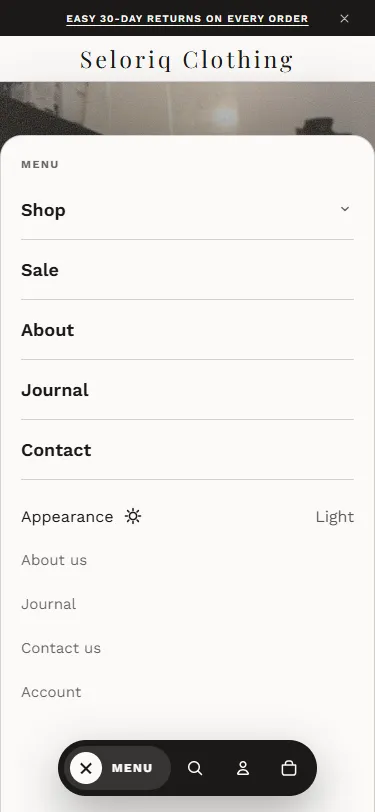 EASY 30-DAY RETURNS ON EVERY ORDER
Seloriq Clothing
MENU
Shop
Sale
About
Journal
Contact
Appearance Light
About us
Journal
Contact us
Account
MENU